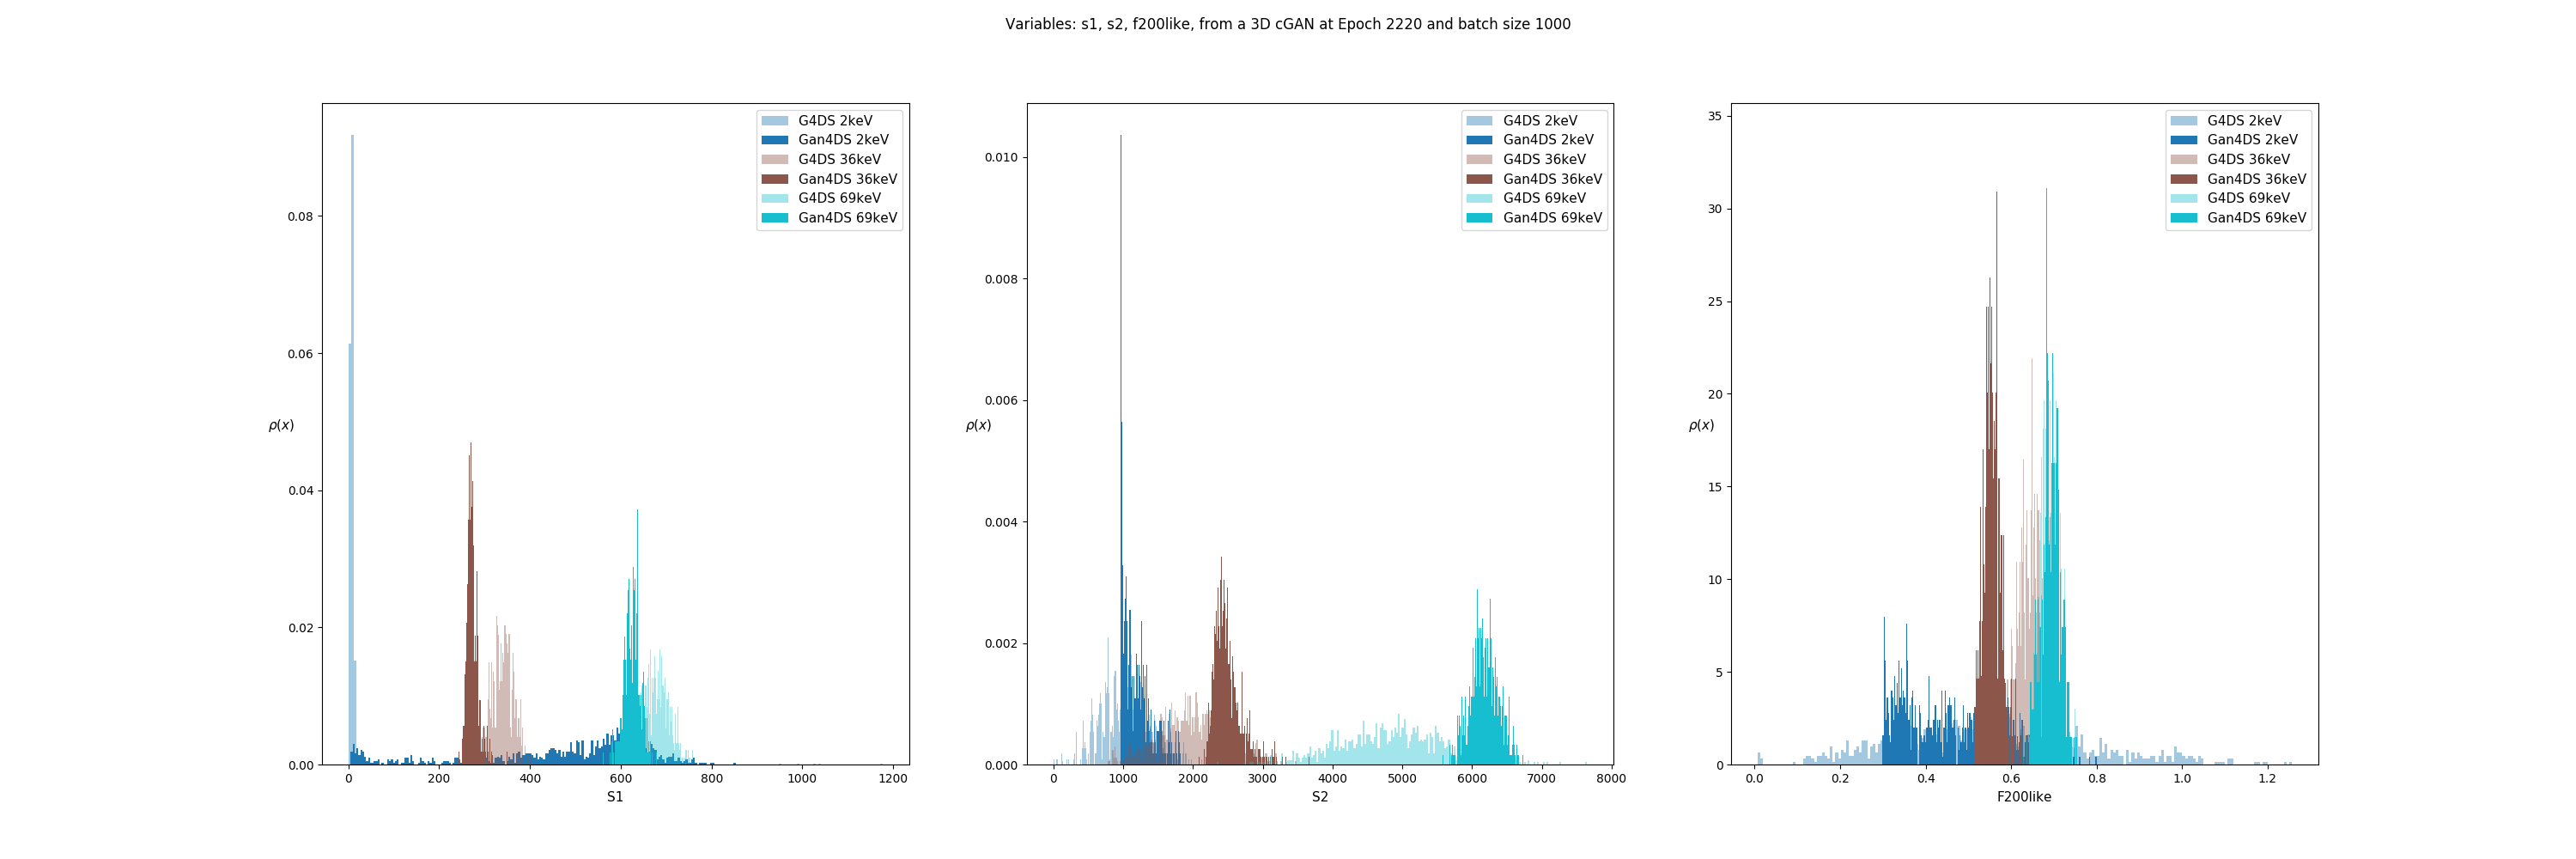 Variables: s1, s2, f200like, from a 3D cGAN at Epoch 2220 and batch size 1000
G4DS 2keV
Gan4DS 2keV
G4DS 36keV
Gan4DS 36keV
G4DS 69keV
Gan4DS 69keV
0.08
0.06
ρ(x)
0.04
0.02
0.00
0 200 400 600 800 1000 1200
S1
G4DS 2keV
Gan4DS 2keV
G4DS 36keV
Gan4DS 36keV
G4DS 69keV
Gan4DS 69keV
0.010
0.008
0.006
ρ(x)
0.004
0.002
0.000
0 1000 2000 3000 4000 5000 6000 7000 8000
S2
G4DS 2keV
Gan4DS 2keV
G4DS 36keV
Gan4DS 36keV
G4DS 69keV
Gan4DS 69keV
35
30
25
20
ρ(x)
15
10
5
0
0.0 0.2 0.4 0.6 0.8 1.0 1.2
F200like